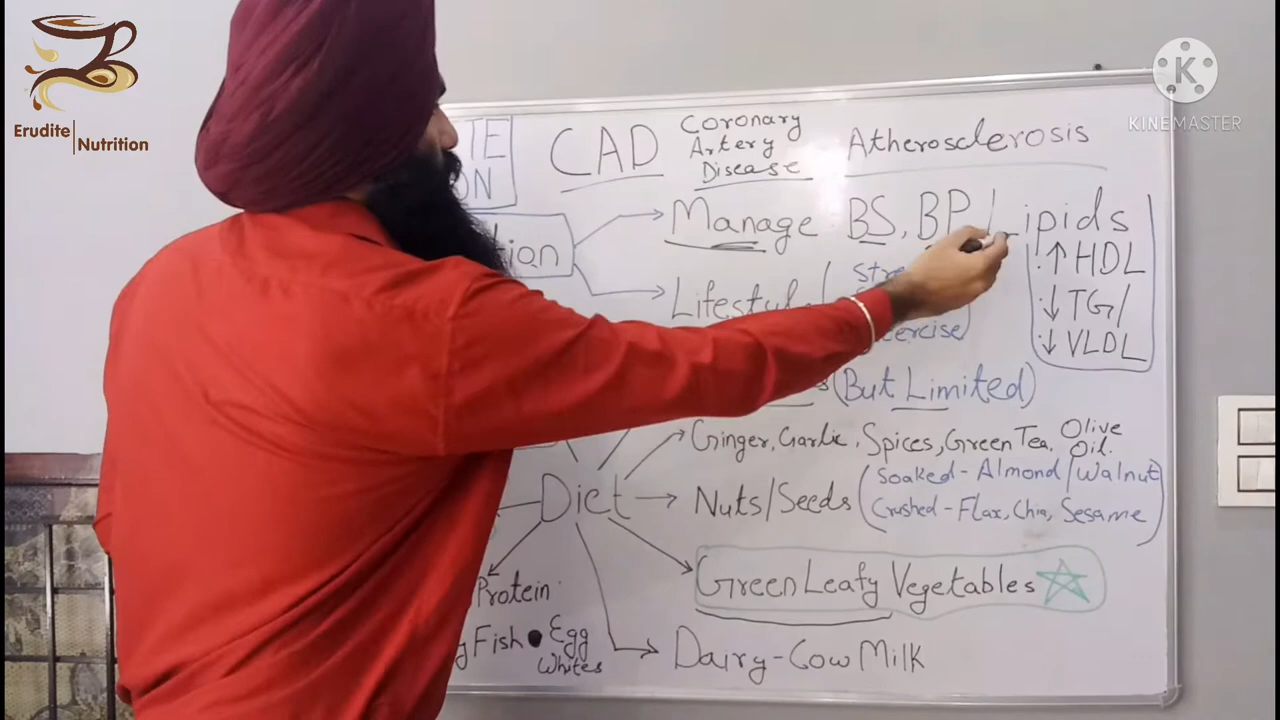 Erudite
Nutrition
K
KINEMASTER
CAD
Coronary
Artery
Disease
Atherosclerosis
Manage BS, BP, Lipids
↑ HDL
↓ TG/
↓ VLDL
(But Limited)
Ginger, Garlic, Spices, Green Tea, Olive
Oil.
Diet
Nuts/Seeds (Soaked - Almond/Walnut
Crushed - Flax, Chia, Sesame)
Green Leafy Vegetables
Protein
Fish • Egg
Whites
Dairy - Cow Milk